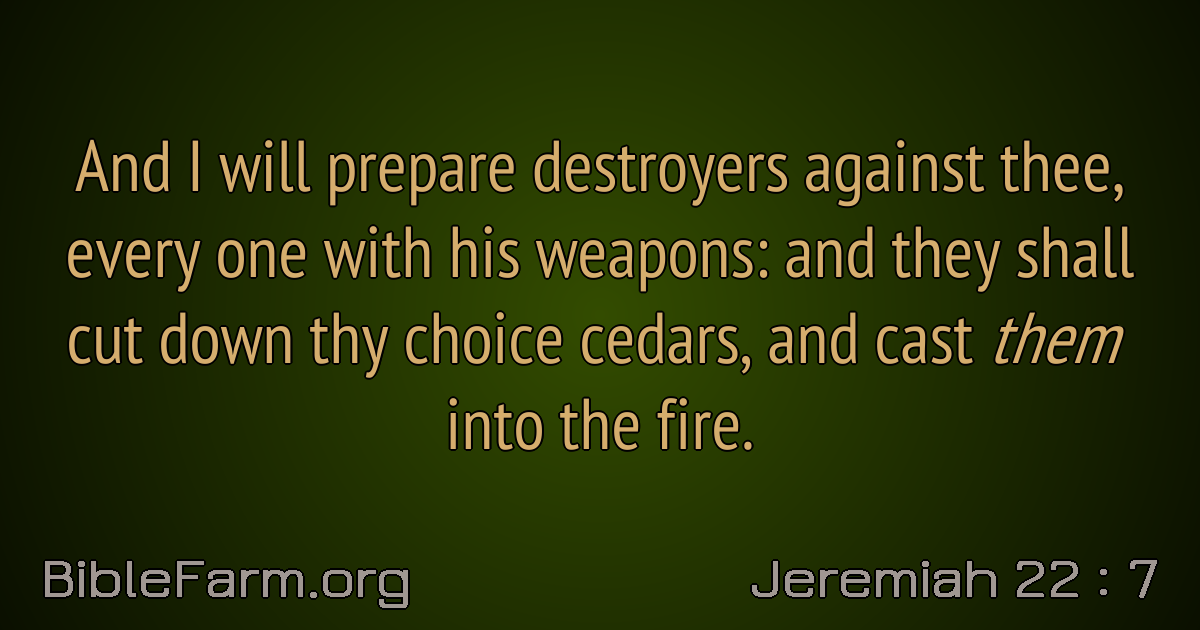 And I will prepare destroyers against thee,
every one with his weapons: and they shall
cut down thy choice cedars, and cast them
into the fire.
BibleFarm.org
Jeremiah 22 : 7